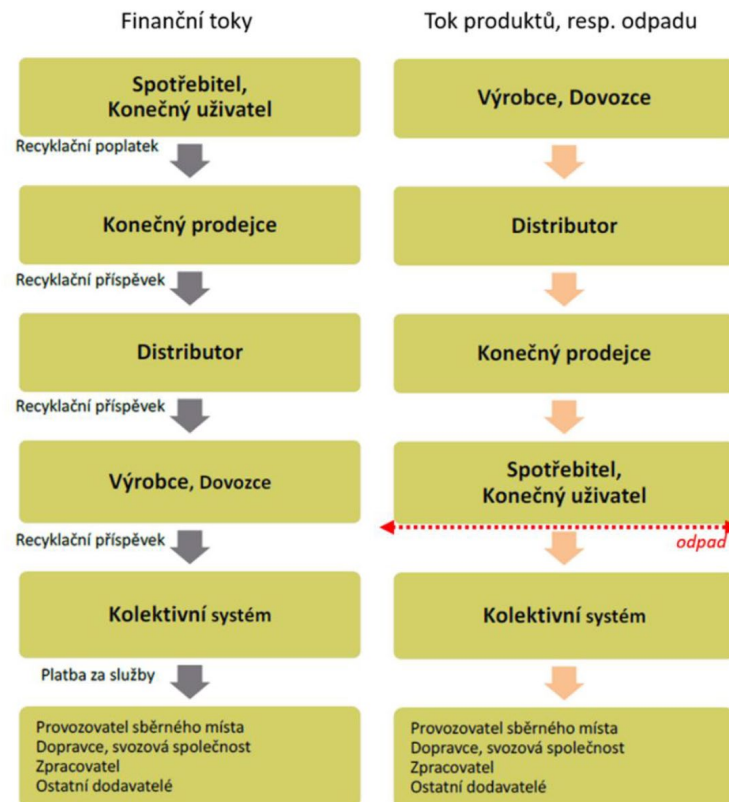 Finanční toky
Spotřebitel,
Konečný uživatel
Recyklační poplatek
Konečný prodejce
Recyklační příspěvek
Distributor
Recyklační příspěvek
Výrobce, Dovozce
Recyklační příspěvek
Kolektivní systém
Platba za služby
Provozovatel sběrného místa
Dopravce, svozová společnost
Zpracovatel
Ostatní dodavatelé
Tok produktů, resp. odpadu
Výrobce, Dovozce
Distributor
Konečný prodejce
Spotřebitel,
Konečný uživatel
odpad
Kolektivní systém
Provozovatel sběrného místa
Dopravce, svozová společnost
Zpracovatel
Ostatní dodavatelé